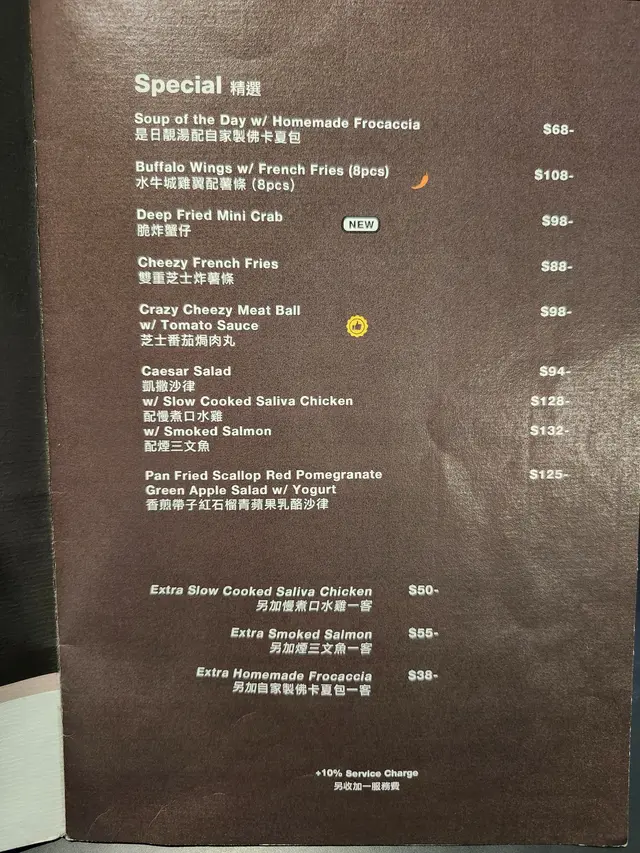 Special 精選
Soup of the Day w/ Homemade Frocaccia $68-
是日靚湯配自家製佛卡夏包
Buffalo Wings w/ French Fries (8pcs) $108-
水牛城雞翼配薯條 (8pcs)
Deep Fried Mini Crab NEW $98-
脆炸蟹仔
Cheezy French Fries $88-
雙重芝士炸薯條
Crazy Cheezy Meat Ball $98-
w/ Tomato Sauce
芝士番茄焗肉丸
Caesar Salad $94-
凱撒沙律
w/ Slow Cooked Saliva Chicken $128-
配慢煮口水雞
w/ Smoked Salmon $132-
配煙三文魚
Pan Fried Scallop Red Pomegranate $125-
Green Apple Salad w/ Yogurt
香煎帶子紅石榴青蘋果乳酪沙律
Extra Slow Cooked Saliva Chicken $50-
另加慢煮口水雞一客
Extra Smoked Salmon $55-
另加煙三文魚一客
Extra Homemade Frocaccia $38-
另加自家製佛卡夏包一客
+10% Service Charge
另收加一服務費